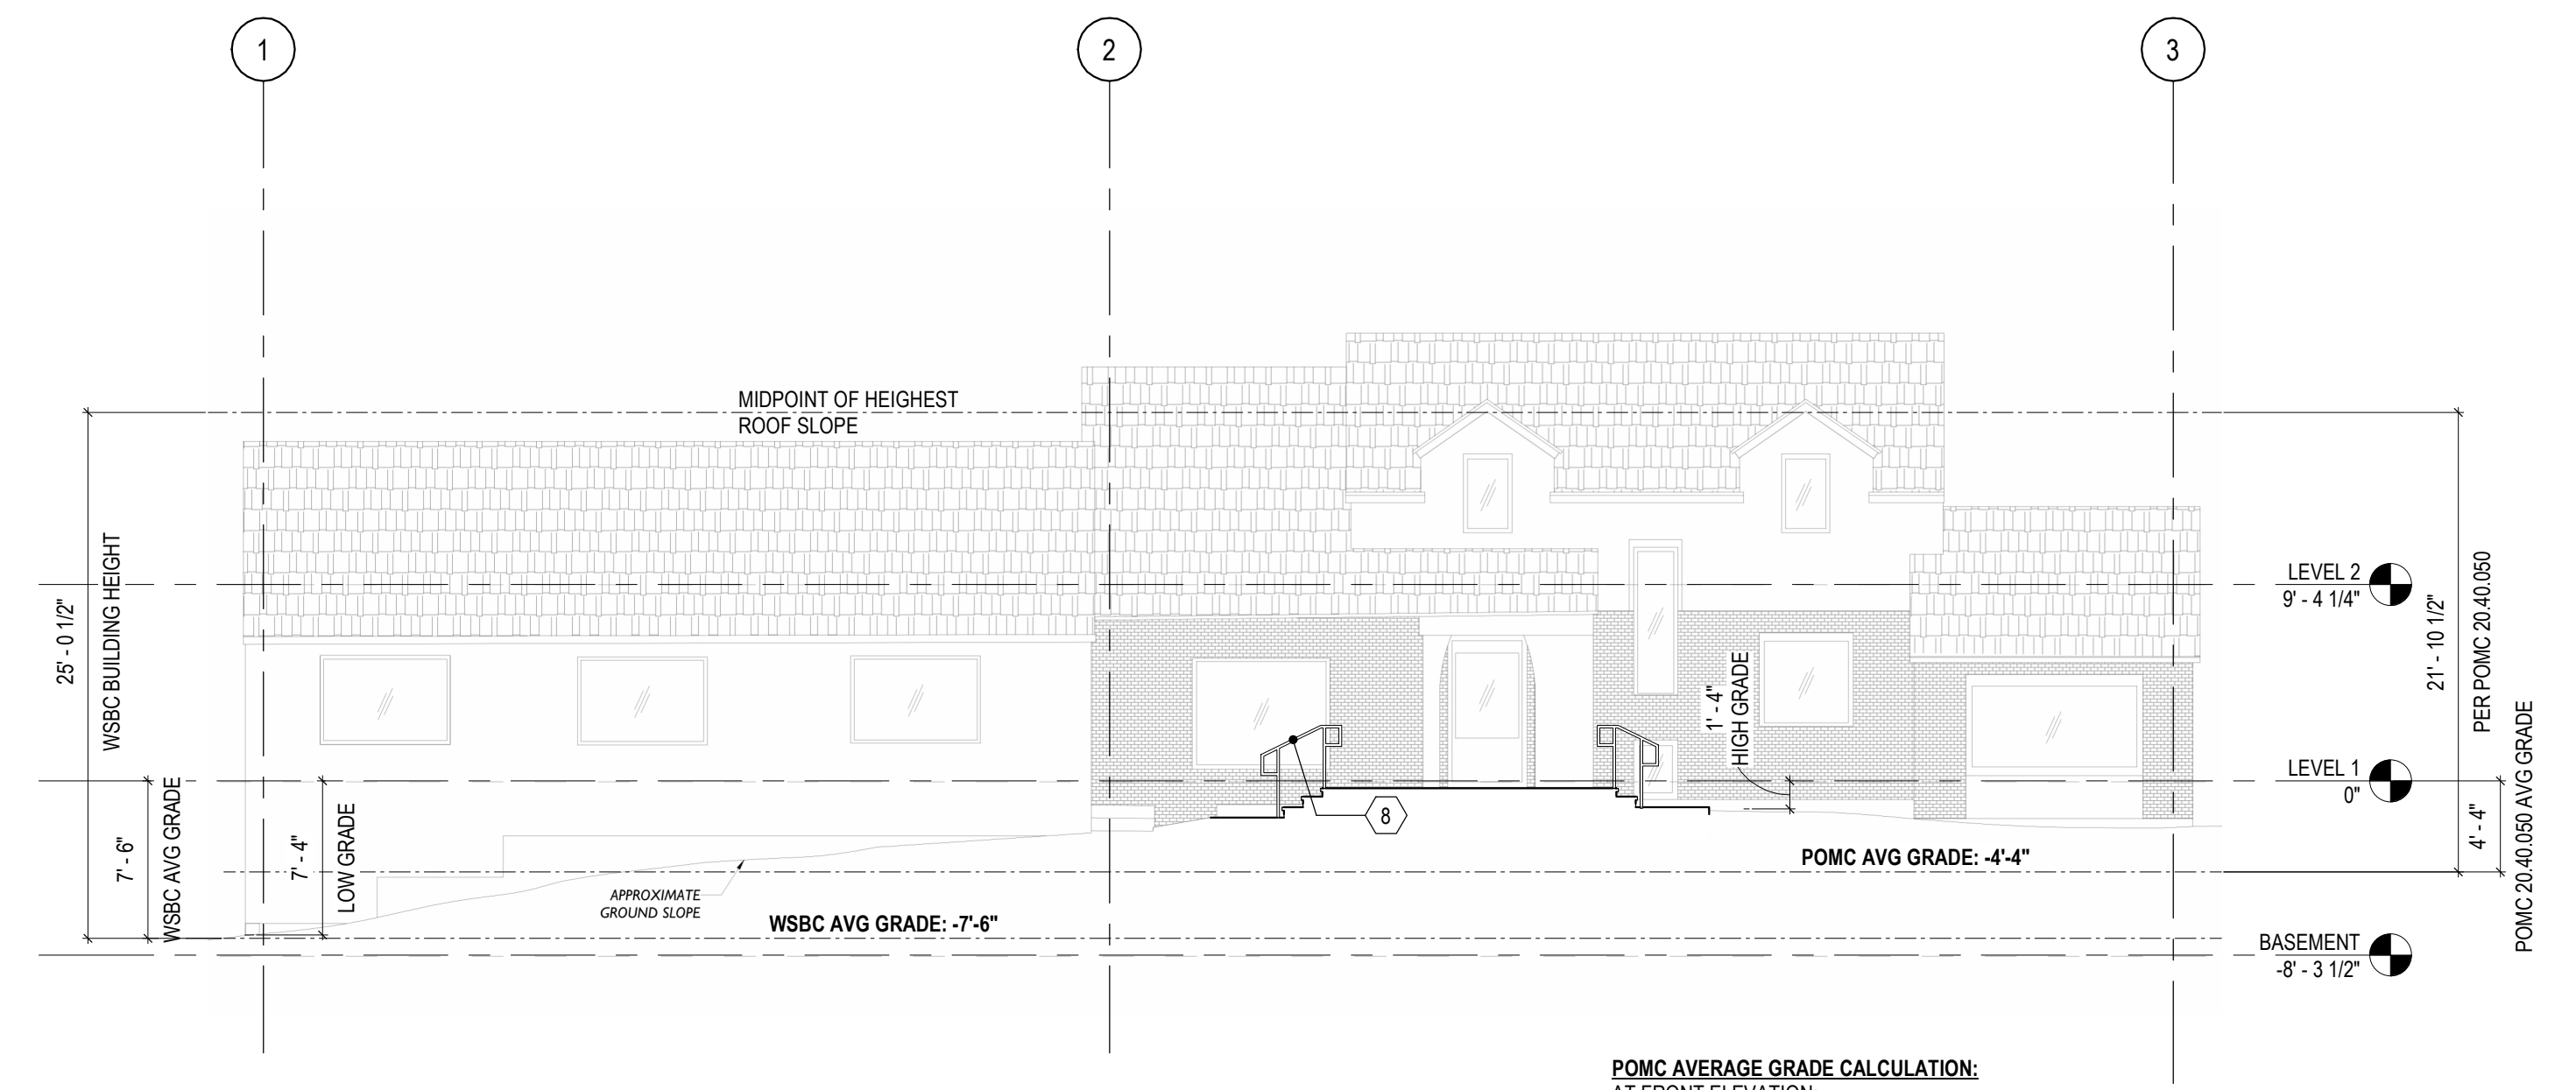 1
2
3
MIDPOINT OF HEIGHEST
ROOF SLOPE
25' - 0 1/2"
WSBC BUILDING HEIGHT
7' - 6"
WSBC AVG GRADE
7' - 4"
LOW GRADE
APPROXIMATE
GROUND SLOPE
WSBC AVG GRADE: -7'-6"
8
1' - 4"
HIGH GRADE
POMC AVG GRADE: -4'-4"
LEVEL 2
9' - 4 1/4"
LEVEL 1
0"
BASEMENT
-8' - 3 1/2"
21' - 10 1/2"
PER POMC 20.40.050
4' - 4"
POMC 20.40.050 AVG GRADE
POMC AVERAGE GRADE CALCULATION:
AT FRONT ELEVATION: